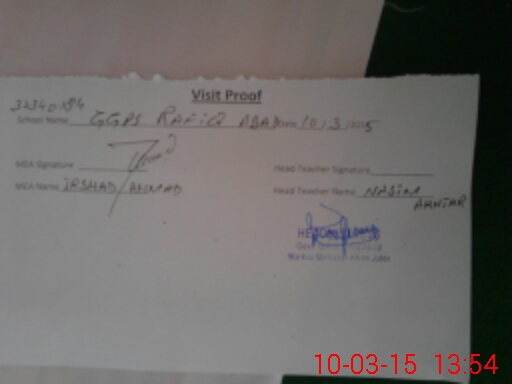 Visit Proof
32340184
School Name GGPS RAFIQ ABAD Date 10/3/2015
MEA Signature
Head Teacher Signature
MEA Name IRSHAD AHMAD
Head Teacher Name NASIM AKHTAR
10-03-15 13:54